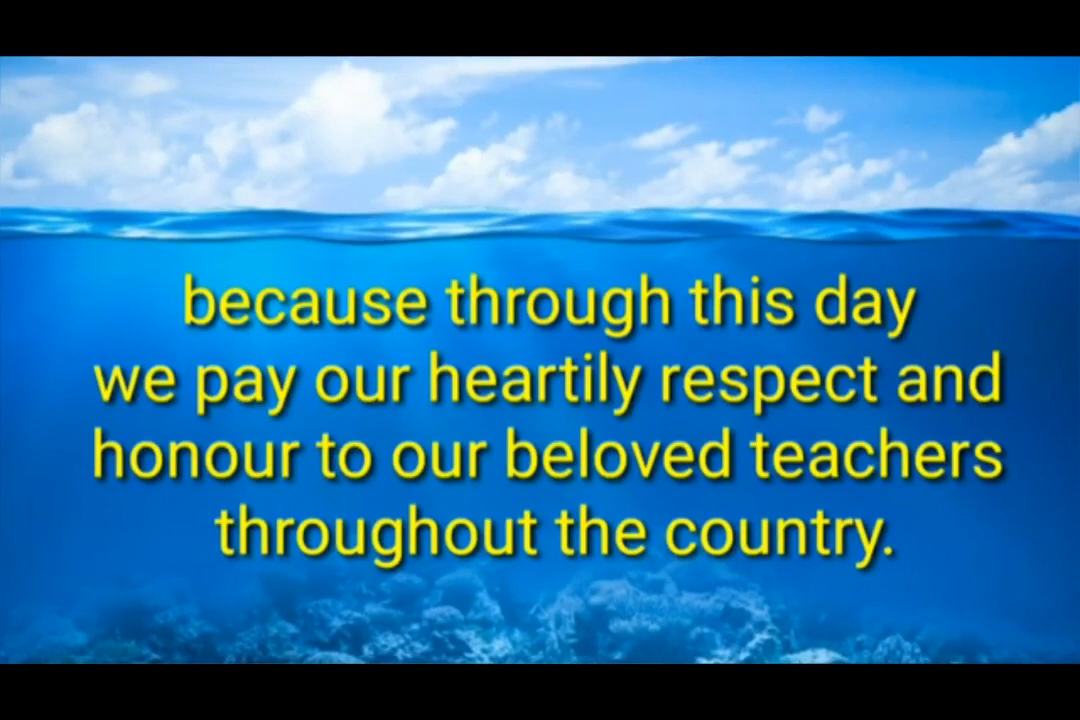 because through this day
we pay our heartily respect and
honour to our beloved teachers
throughout the country.